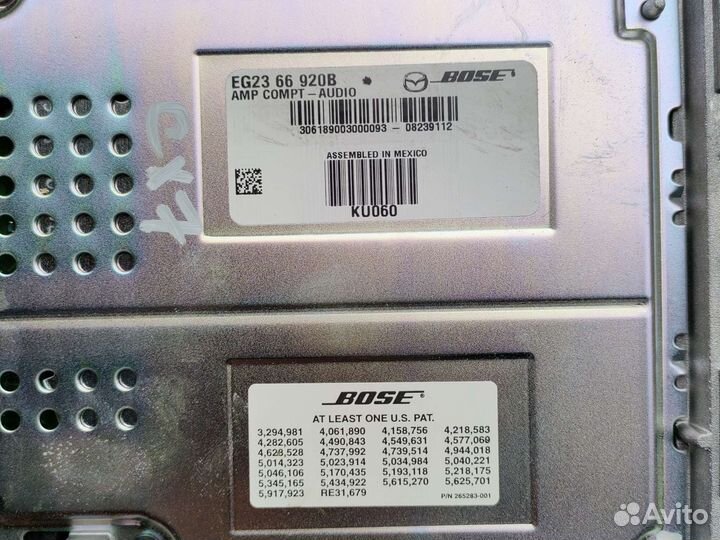 EG23 66 920B BOSE
AMP COMPT-AUDIO
306189003000093 - 08239112
ASSEMBLED IN MEXICO
KU060
CX7
BOSE®
AT LEAST ONE U.S. PAT.
3,294,981 4,061,890 4,158,756 4,218,583
4,282,605 4,490,843 4,549,631 4,577,069
4,628,528 4,737,992 4,739,514 4,944,018
5,014,323 5,023,914 5,034,984 5,040,221
5,046,106 5,170,435 5,193,118 5,218,175
5,345,165 5,434,922 5,615,270 5,625,701
5,917,923 RE31,679
P/N 265283-001
Avito